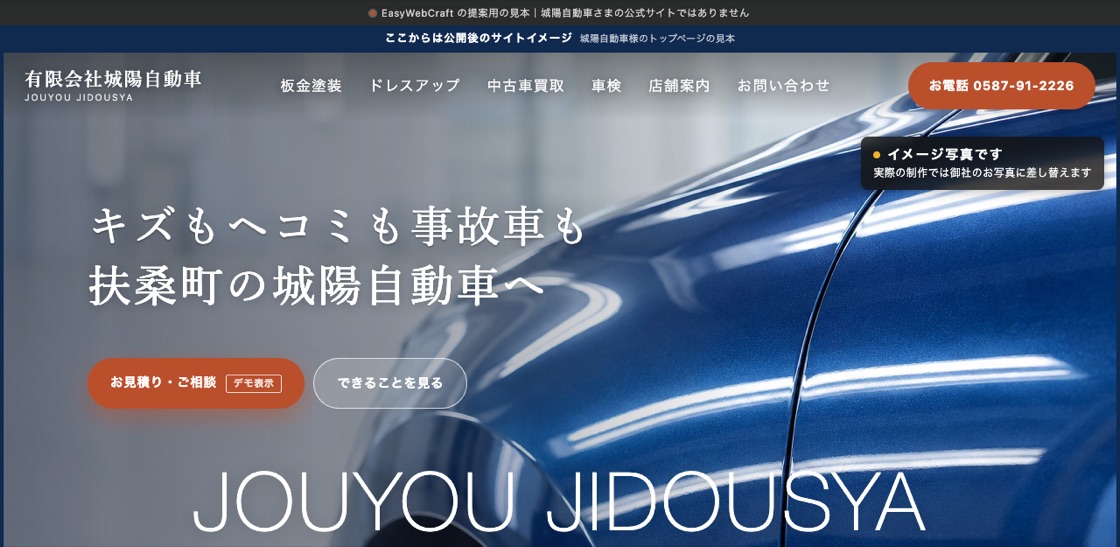 EasyWebCraft の提案用の見本｜城陽自動車さまの公式サイトではありません
ここからは公開後のサイトイメージ 城陽自動車様のトップページの見本
有限会社城陽自動車
JOUYOU JIDOUSYA
板金塗装 ドレスアップ 中古車買取 車検 店舗案内 お問い合わせ
お電話 0587-91-2226
イメージ写真です
実際の制作では御社のお写真に差し替えます
キズもヘコミも事故車も
扶桑町の城陽自動車へ
お見積り・ご相談 デモ表示
できることを見る
JOUYOU JIDOUSYA